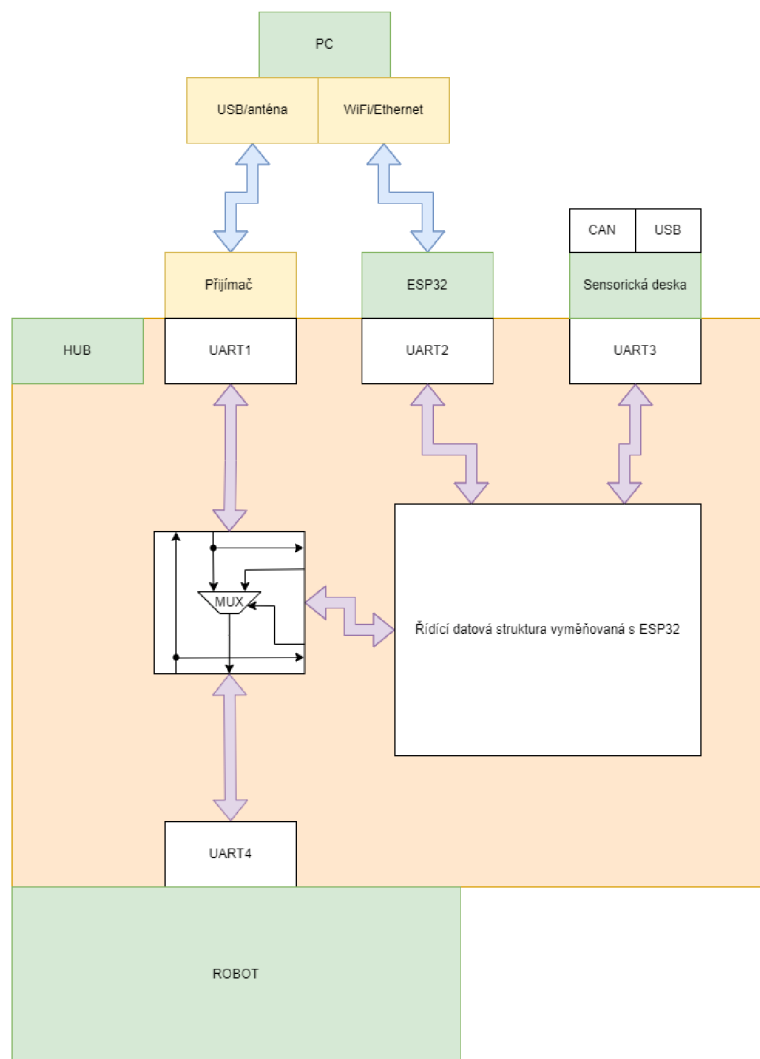 PC
USB/anténa
WiFi/Ethernet
CAN
USB
Přijímač
ESP32
Sensorická deska
HUB
UART1
UART2
UART3
MUX
Řídící datová struktura vyměňovaná s ESP32
UART4
ROBOT